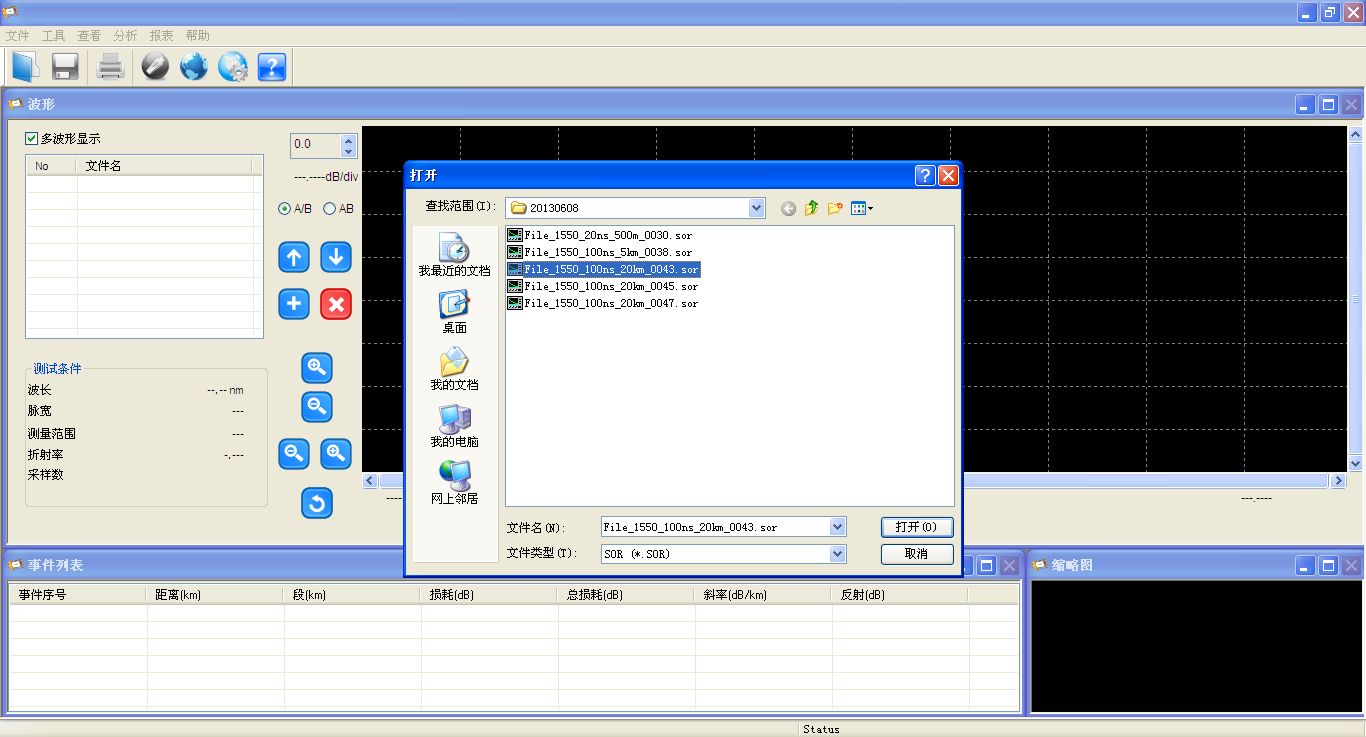 文件 工具 查看 分析 报表 帮助
波形
多波形显示
No 文件名
0.0
---.----dB/div
A/B AB
测试条件
波长 --.-- nm
脉宽 ---
测量范围 ---
折射率 -.---
采样数
打开
查找范围(I): 20130608
我最近的文档
桌面
我的文档
我的电脑
网上邻居
File_1550_20ns_500m_0030.sor
File_1550_100ns_5km_0038.sor
File_1550_100ns_20km_0043.sor
File_1550_100ns_20km_0045.sor
File_1550_100ns_20km_0047.sor
文件名(N): File_1550_100ns_20km_0043.sor 打开(O)
文件类型(T): SOR (*.SOR) 取消
---- ---.----
事件列表
事件序号 距离(km) 段(km) 损耗(dB) 总损耗(dB) 斜率(dB/km) 反射(dB)
缩略图
Status